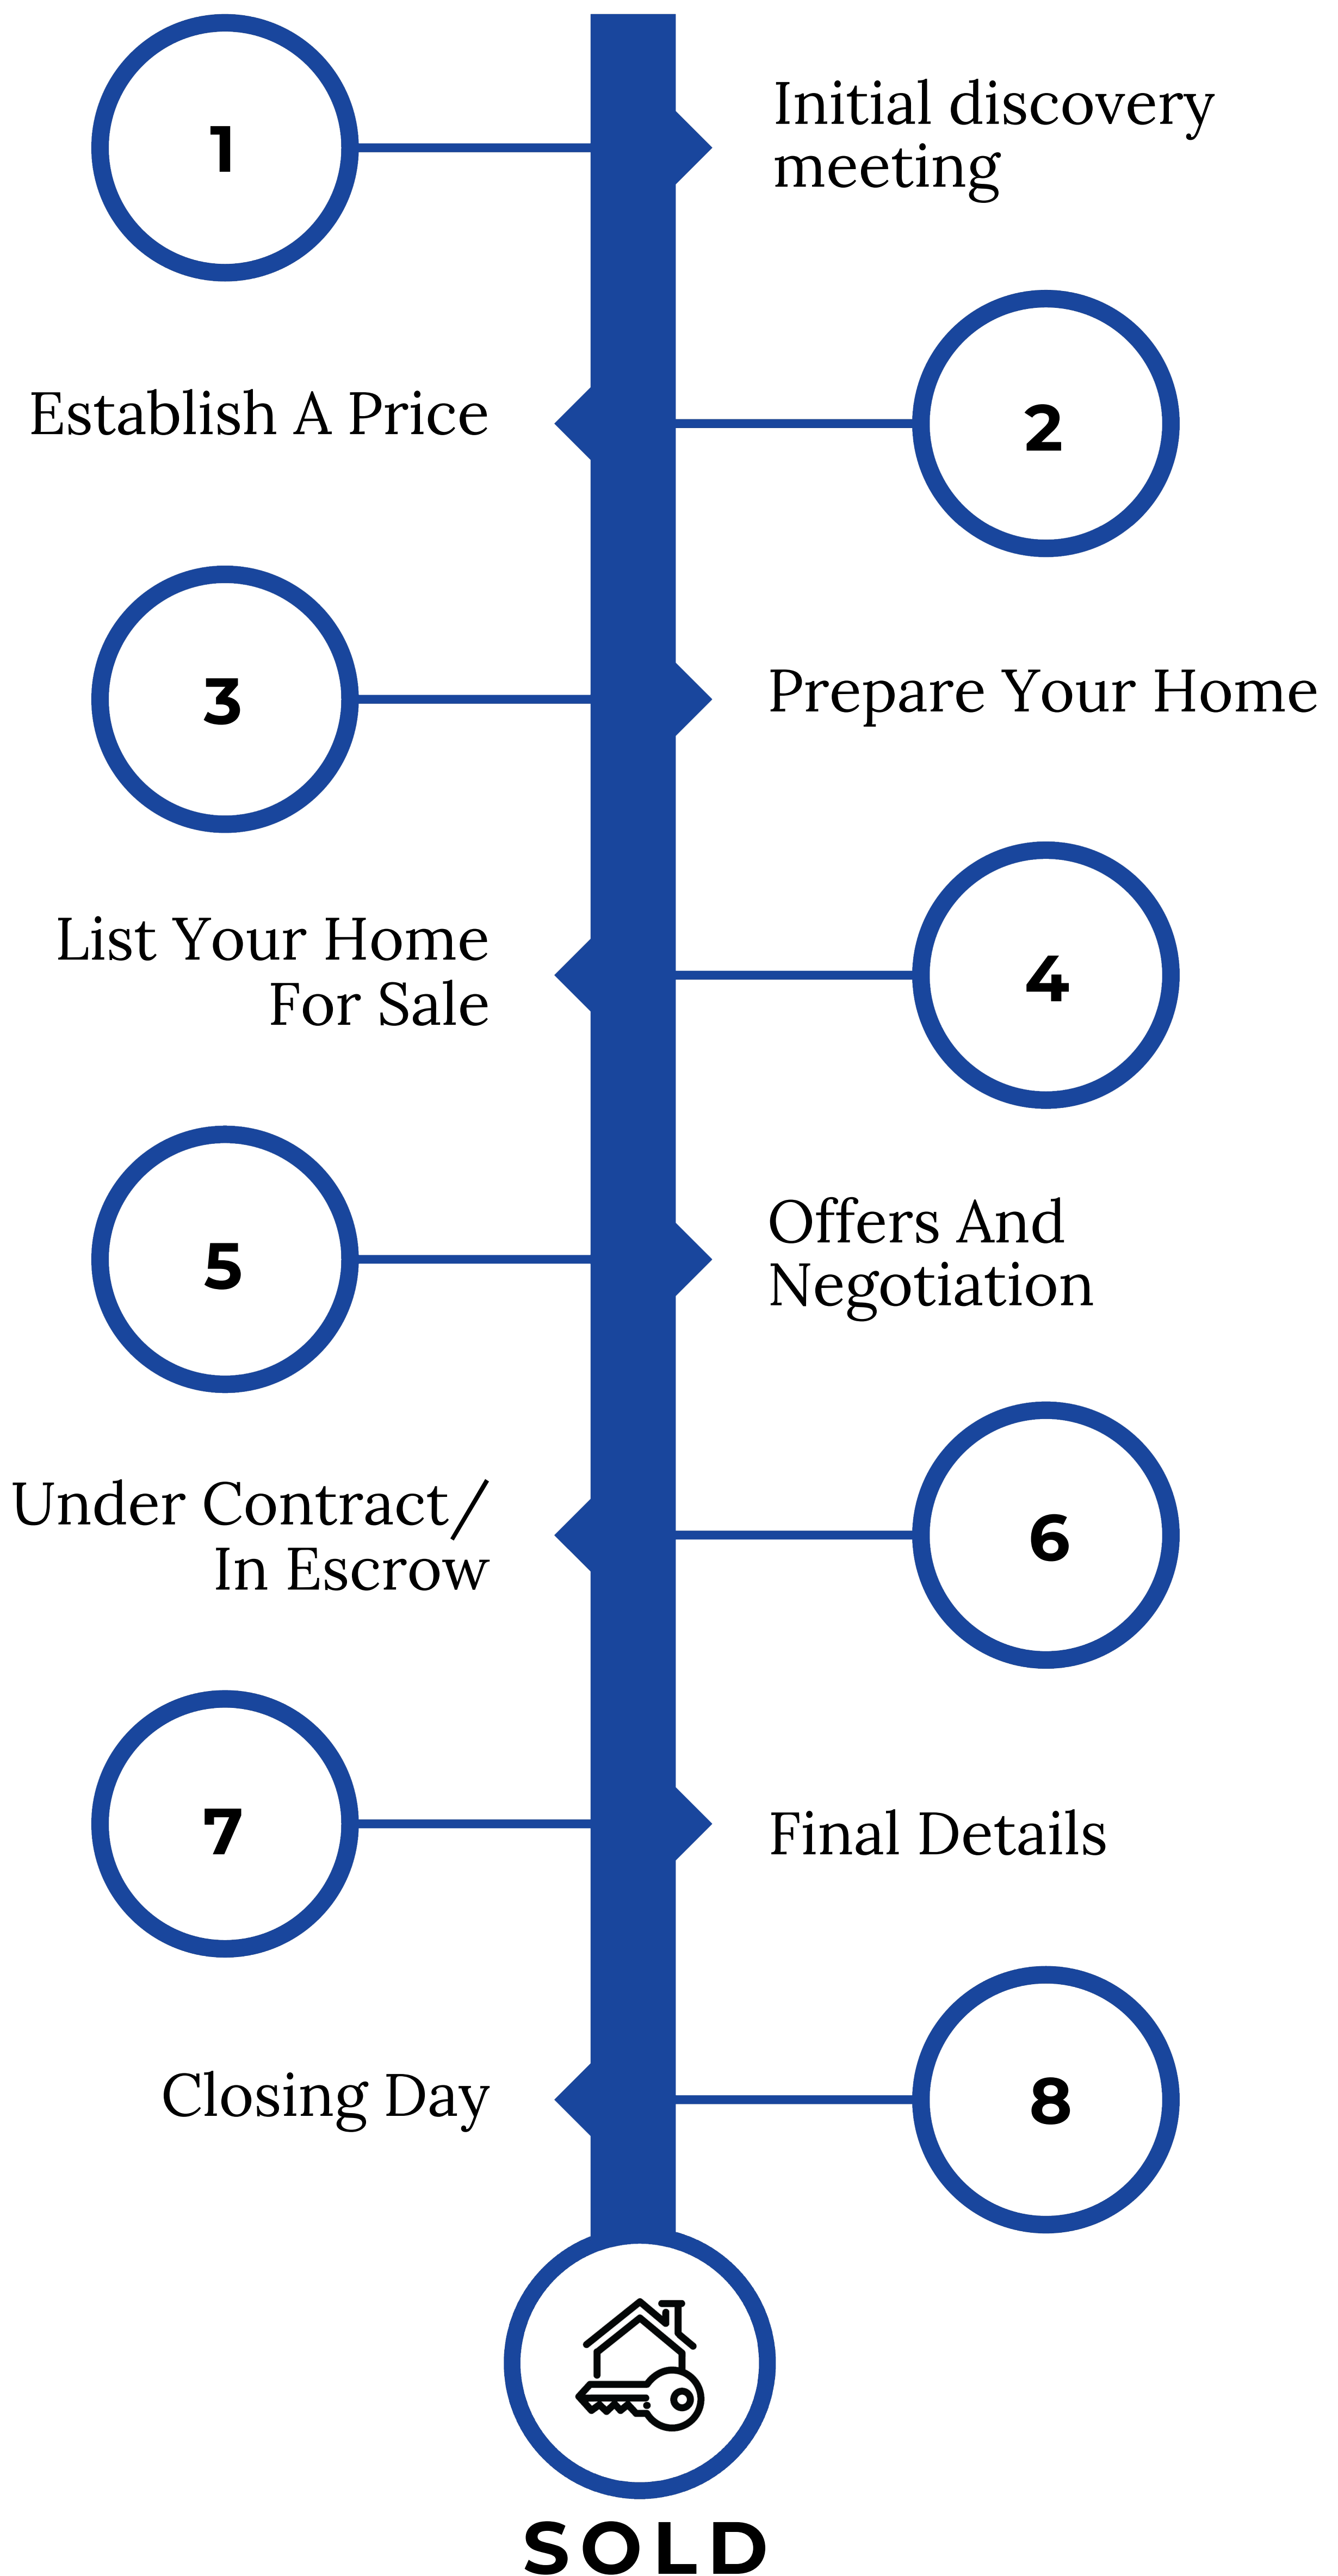 1
Initial discovery
meeting
2
Establish A Price
3
Prepare Your Home
4
List Your Home
For Sale
5
Offers And
Negotiation
6
Under Contract/
In Escrow
7
Final Details
8
Closing Day
SOLD